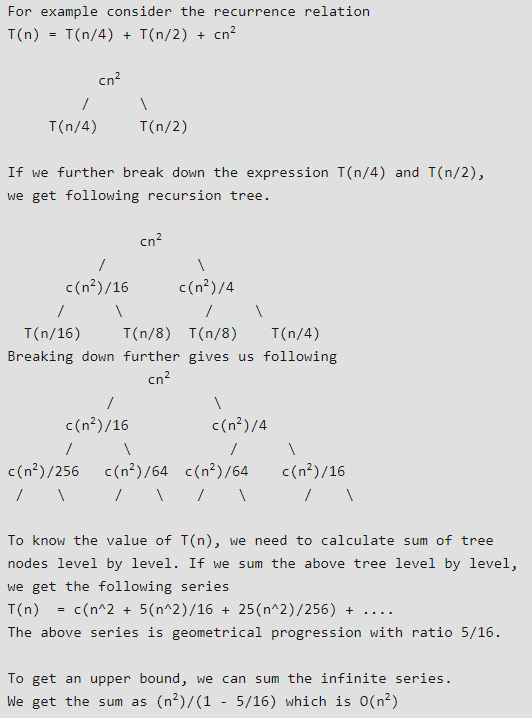 For example consider the recurrence relation
T(n) = T(n/4) + T(n/2) + cn²
cn²
/ \
T(n/4) T(n/2)
If we further break down the expression T(n/4) and T(n/2),
we get following recursion tree.
cn²
/ \
c(n²)/16 c(n²)/4
/ \ / \
T(n/16) T(n/8) T(n/8) T(n/4)
Breaking down further gives us following
cn²
/ \
c(n²)/16 c(n²)/4
/ \ / \
c(n²)/256 c(n²)/64 c(n²)/64 c(n²)/16
/ \ / \ / \ / \
To know the value of T(n), we need to calculate sum of tree
nodes level by level. If we sum the above tree level by level,
we get the following series
T(n) = c(n^2 + 5(n^2)/16 + 25(n^2)/256) + ....
The above series is geometrical progression with ratio 5/16.
To get an upper bound, we can sum the infinite series.
We get the sum as (n²)/(1 - 5/16) which is O(n²)